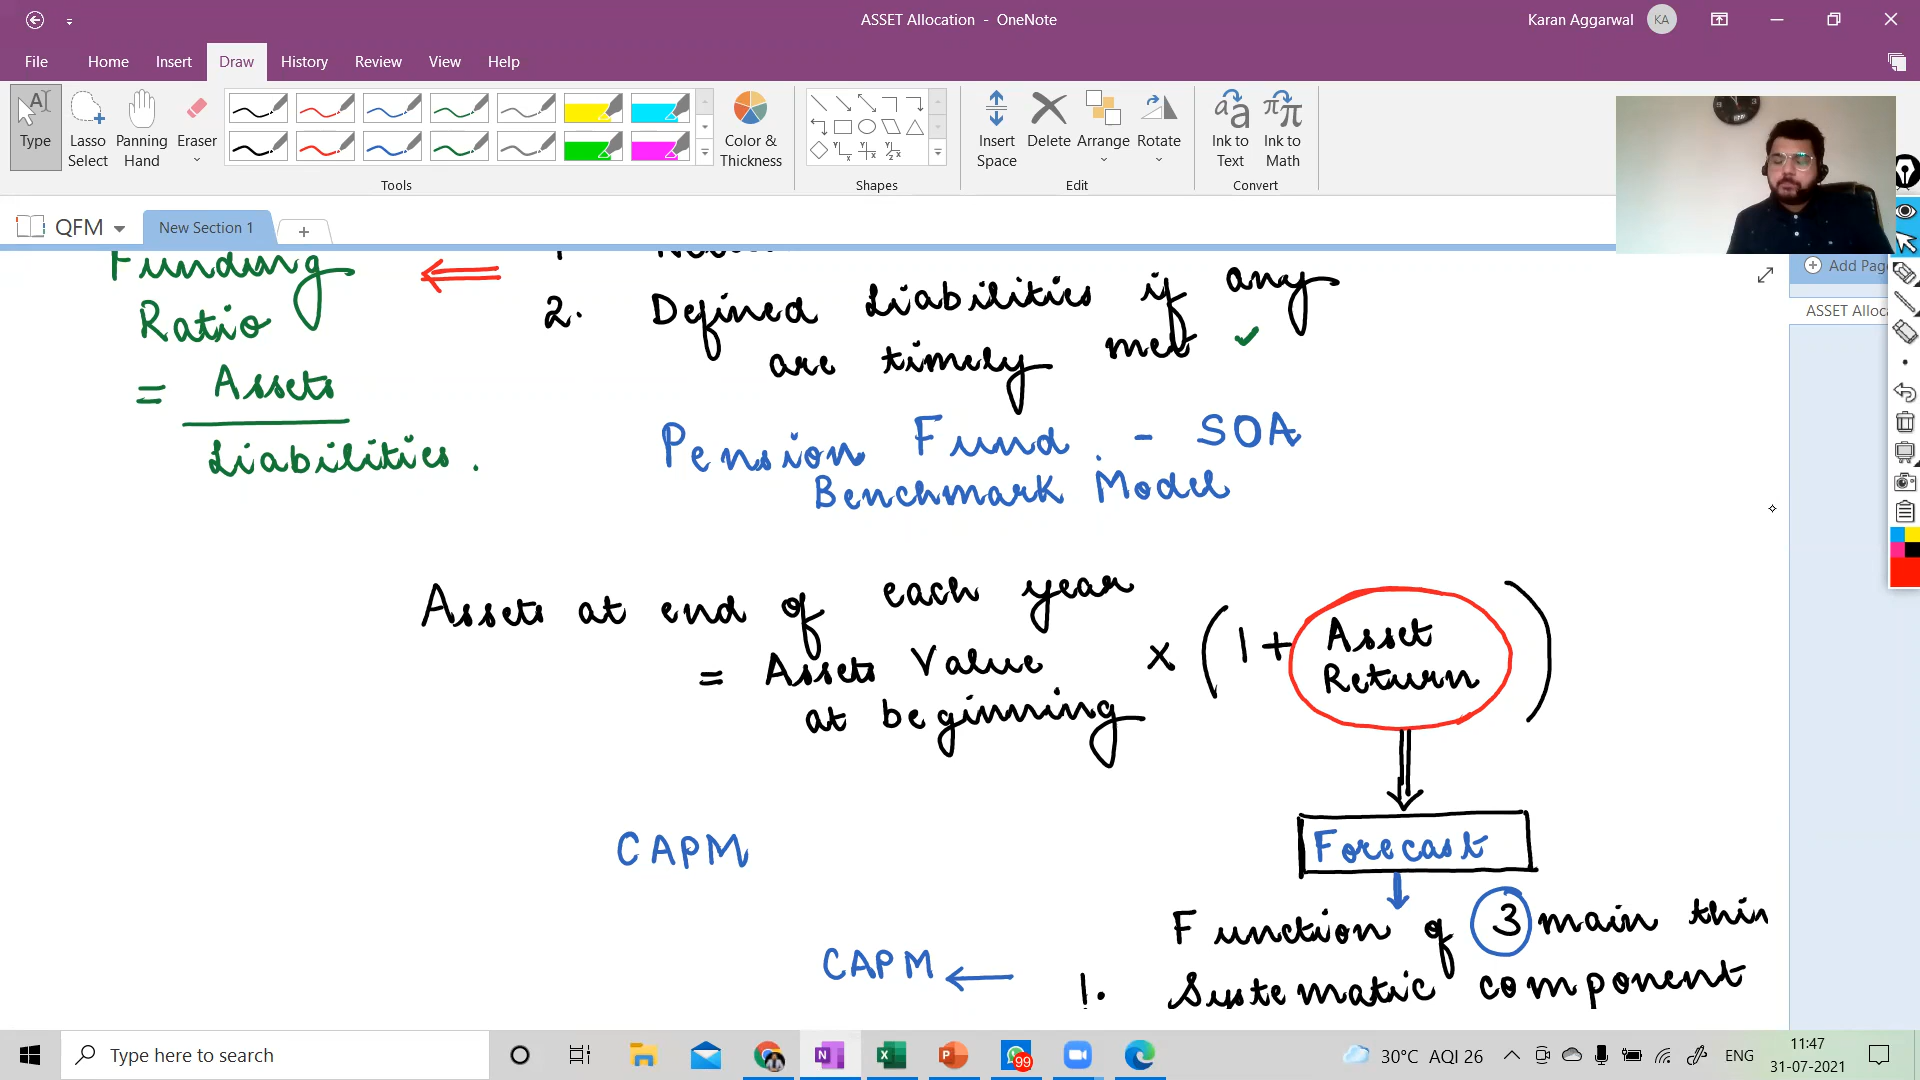 ASSET Allocation - OneNote
Karan Aggarwal KA
File Home Insert Draw History Review View Help
Type
Lasso Select
Panning Hand
Eraser
Color & Thickness
Insert Space
Delete
Arrange
Rotate
Ink to Text
Ink to Math
Tools
Shapes
Edit
Convert
QFM
New Section 1
+
Add Pag
ASSET Alloc
Funding
Ratio
= Assets
Liabilities.
2. Defined Liabilities if any
are timely met ✓
Pension Fund - SOA
Benchmark Model
Assets at end of each year
= Assets Value
at beginning
× (1 + Asset
Return)
Forecast
CAPM
Function of 3 main thin
CAPM
1. Systematic component
Type here to search
99
30°C AQI 26
ENG
11:47
31-07-2021